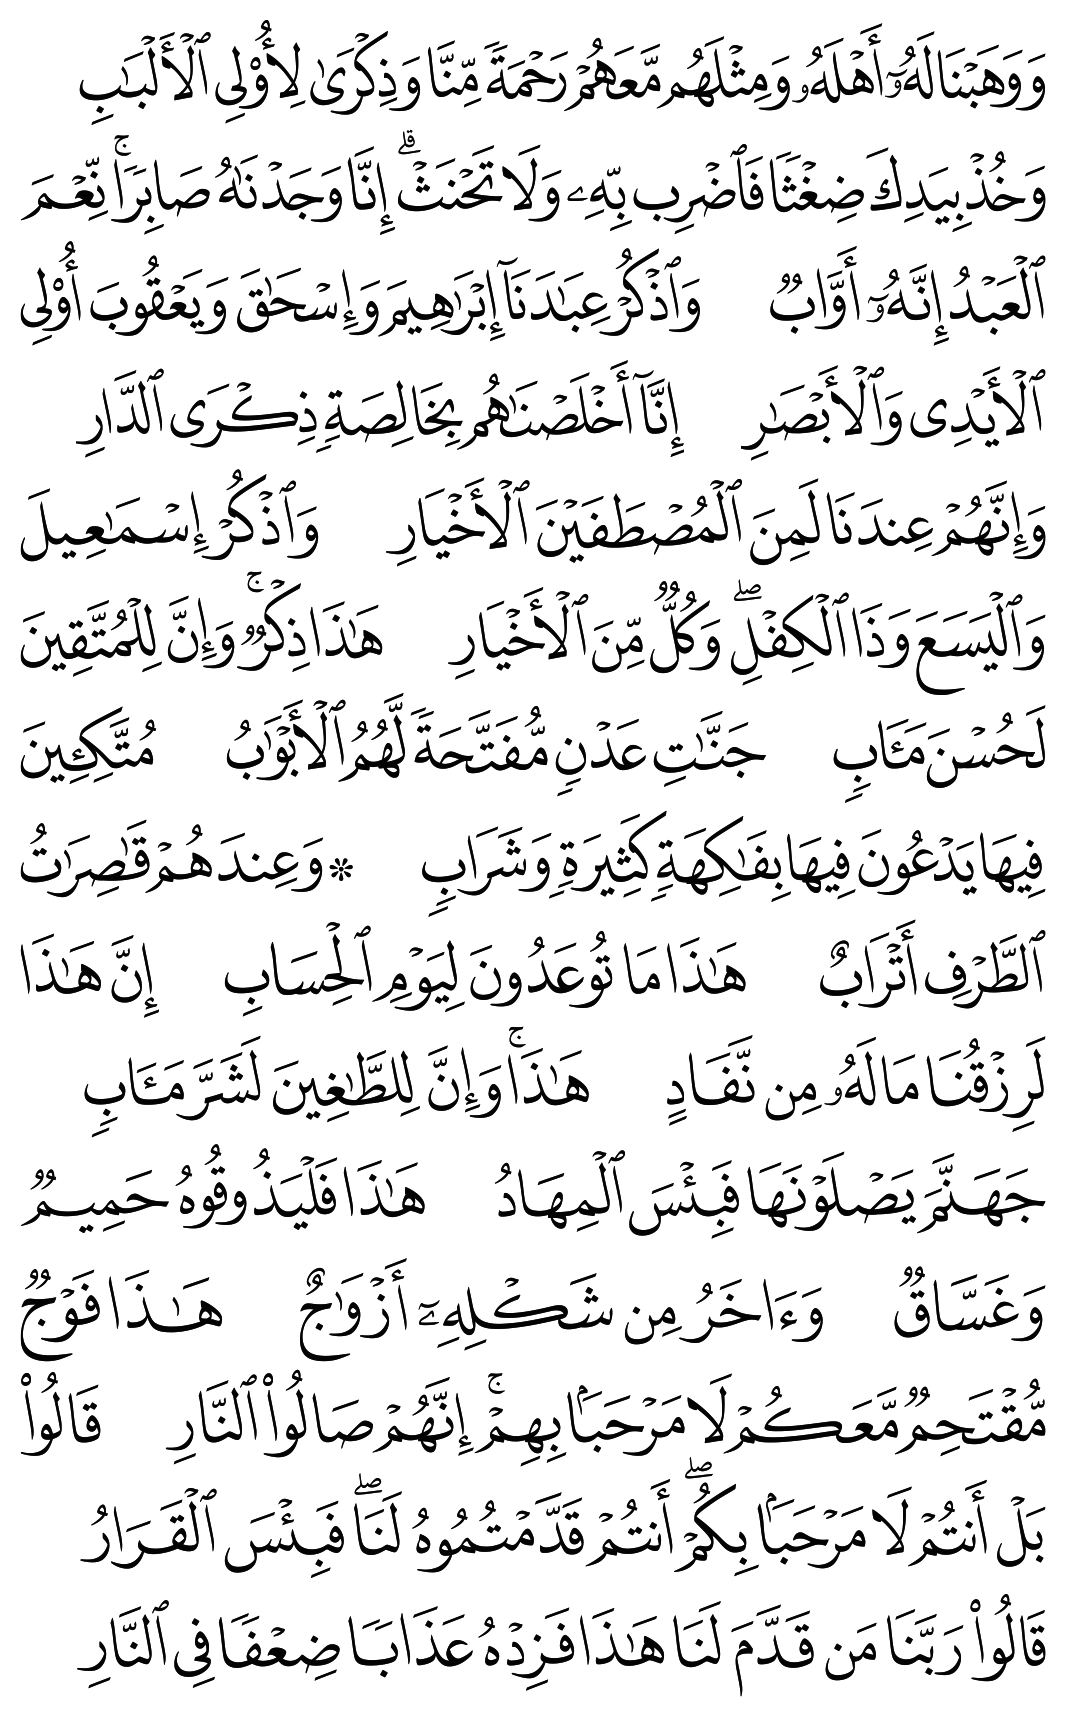 وَوَهَبْنَا لَهُۥٓ أَهْلَهُۥ وَمِثْلَهُم مَّعَهُمْ رَحْمَةً مِّنَّا وَذِكْرَىٰ لِأُو۟لِى ٱلْأَلْبَـٰبِ
وَخُذْ بِيَدِكَ ضِغْثًا فَٱضْرِب بِّهِۦ وَلَا تَحْنَثْ ۗ إِنَّا وَجَدْنَـٰهُ صَابِرًا ۚ نِّعْمَ
ٱلْعَبْدُ إِنَّهُۥٓ أَوَّابٌ وَٱذْكُرْ عِبَـٰدَنَآ إِبْرَٰهِيمَ وَإِسْحَـٰقَ وَيَعْقُوبَ أُو۟لِى
ٱلْأَيْدِى وَٱلْأَبْصَـٰرِ إِنَّآ أَخْلَصْنَـٰهُم بِخَالِصَةٍ ذِكْرَى ٱلدَّارِ
وَإِنَّهُمْ عِندَنَا لَمِنَ ٱلْمُصْطَفَيْنَ ٱلْأَخْيَارِ وَٱذْكُرْ إِسْمَـٰعِيلَ
وَٱلْيَسَعَ وَذَا ٱلْكِفْلِ ۖ وَكُلٌّ مِّنَ ٱلْأَخْيَارِ هَـٰذَا ذِكْرٌ ۚ وَإِنَّ لِلْمُتَّقِينَ
لَحُسْنَ مَـَٔابٍ جَنَّـٰتِ عَدْنٍ مُّفَتَّحَةً لَّهُمُ ٱلْأَبْوَٰبُ مُتَّكِـِٔينَ
فِيهَا يَدْعُونَ فِيهَا بِفَـٰكِهَةٍ كَثِيرَةٍ وَشَرَابٍ * وَعِندَهُمْ قَـٰصِرَٰتُ
ٱلطَّرْفِ أَتْرَابٌ هَـٰذَا مَا تُوعَدُونَ لِيَوْمِ ٱلْحِسَابِ إِنَّ هَـٰذَا
لَرِزْقُنَا مَا لَهُۥ مِن نَّفَادٍ هَـٰذَا ۚ وَإِنَّ لِلطَّـٰغِينَ لَشَرَّ مَـَٔابٍ
جَهَنَّمَ يَصْلَوْنَهَا فَبِئْسَ ٱلْمِهَادُ هَـٰذَا فَلْيَذُوقُوهُ حَمِيمٌ
وَغَسَّاقٌ وَءَاخَرُ مِن شَكْلِهِۦٓ أَزْوَٰجٌ هَـٰذَا فَوْجٌ
مُّقْتَحِمٌ مَّعَكُمْ لَا مَرْحَبًۢا بِهِمْ ۚ إِنَّهُمْ صَالُوا۟ ٱلنَّارِ قَالُوا۟
بَلْ أَنتُمْ لَا مَرْحَبًۢا بِكُمْ ۖ أَنتُمْ قَدَّمْتُمُوهُ لَنَا ۖ فَبِئْسَ ٱلْقَرَارُ
قَالُوا۟ رَبَّنَا مَن قَدَّمَ لَنَا هَـٰذَا فَزِدْهُ عَذَابًا ضِعْفًا فِى ٱلنَّارِ